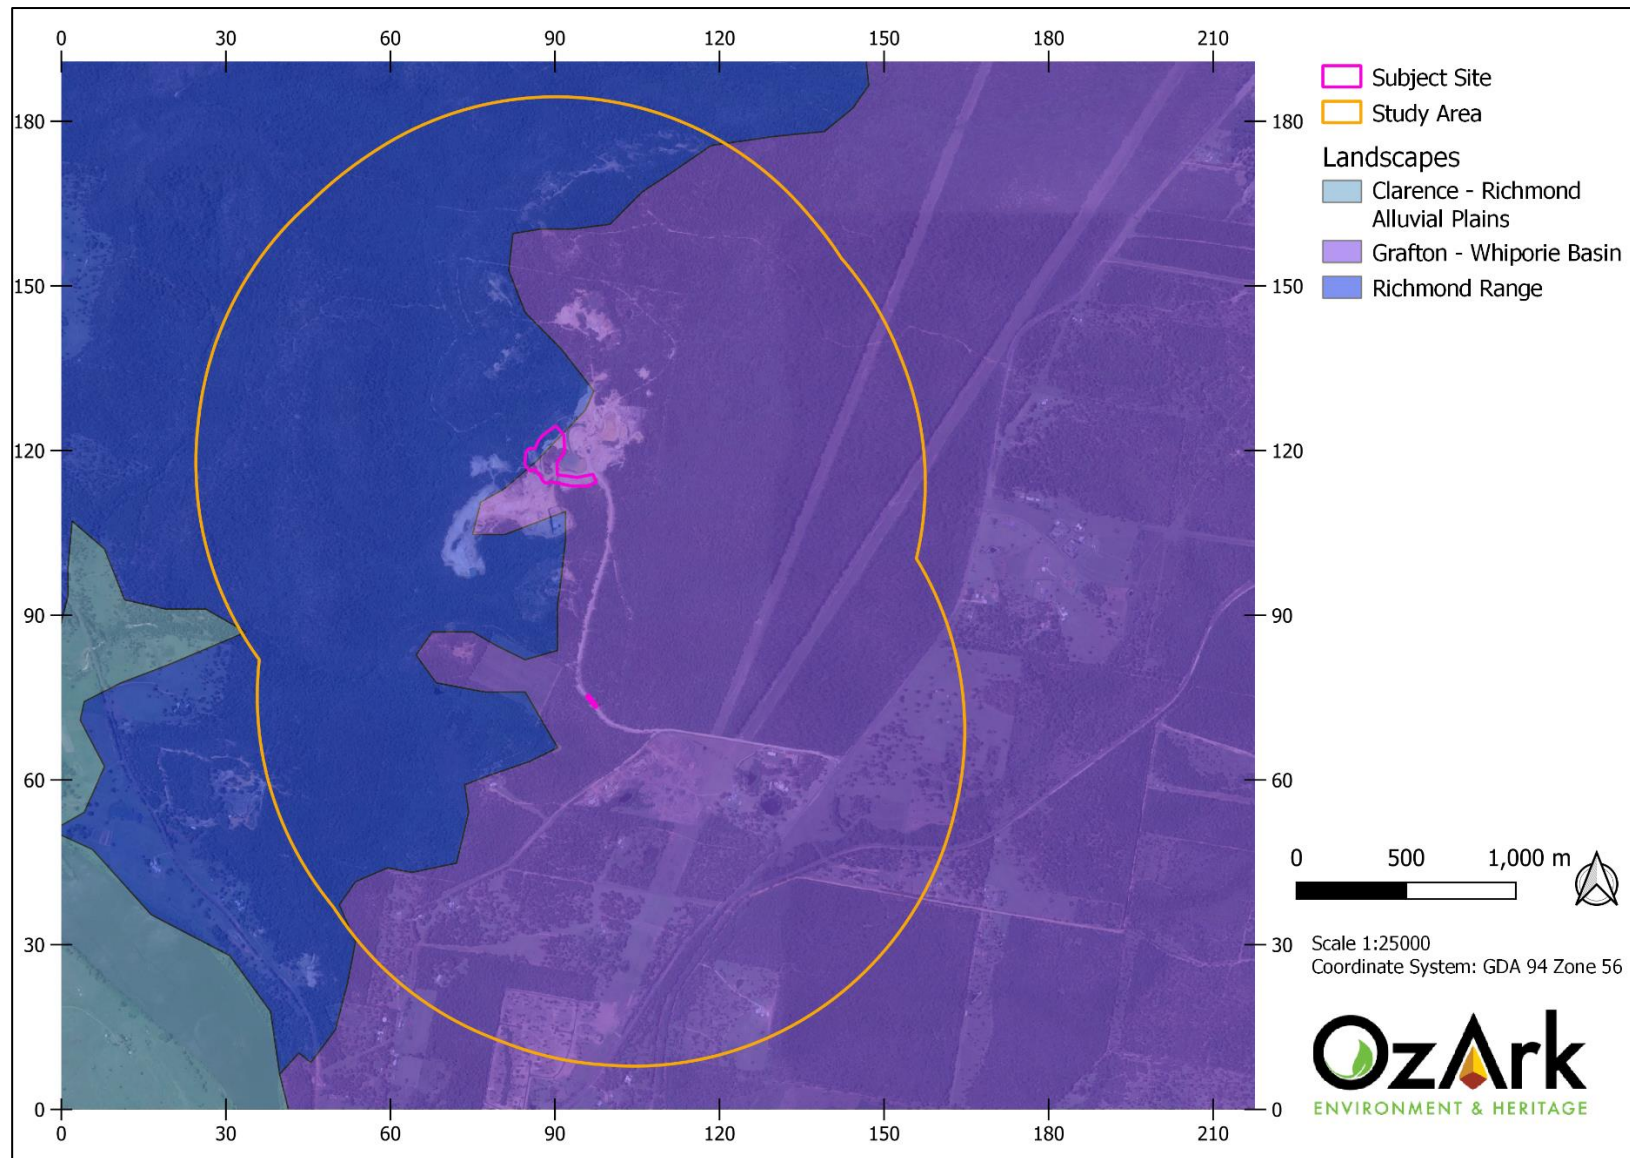 0 30 60 90 120 150 180 210
180 180
150 150
120 120
90 90
60 60
30 30
0 0
0 30 60 90 120 150 180 210
Subject Site
Study Area
Landscapes
Clarence - Richmond
Alluvial Plains
Grafton - Whiporie Basin
Richmond Range
0 500 1,000 m
Scale 1:25000
Coordinate System: GDA 94 Zone 56
OzArk
ENVIRONMENT & HERITAGE